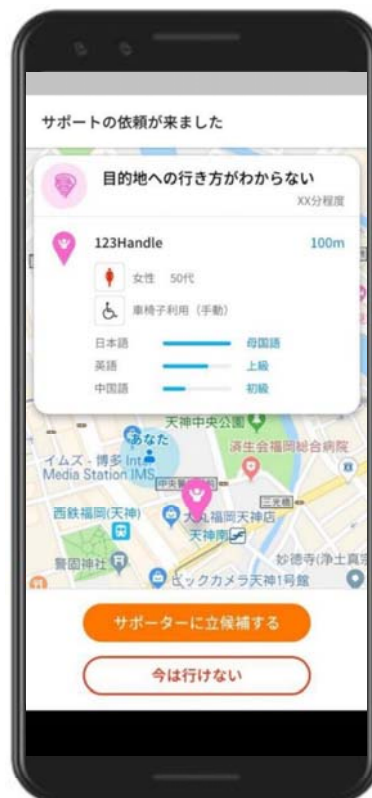 サポートの依頼が来ました
目的地への行き方がわからない
XX分程度
123Handle
100m
女性 50代
車椅子利用（手動）
日本語 母国語
英語 上級
中国語 初級
天神中央公園
あなた
済生会福岡総合病院
イムズ - 博多 Inte
Media Station IMS
中央警
三光橋
西鉄福岡(天神)
大丸福岡天神店
天神南
警固神社
妙徳寺(浄土真宗
ビックカメラ天神1号館
サポーターに立候補する
今は行けない